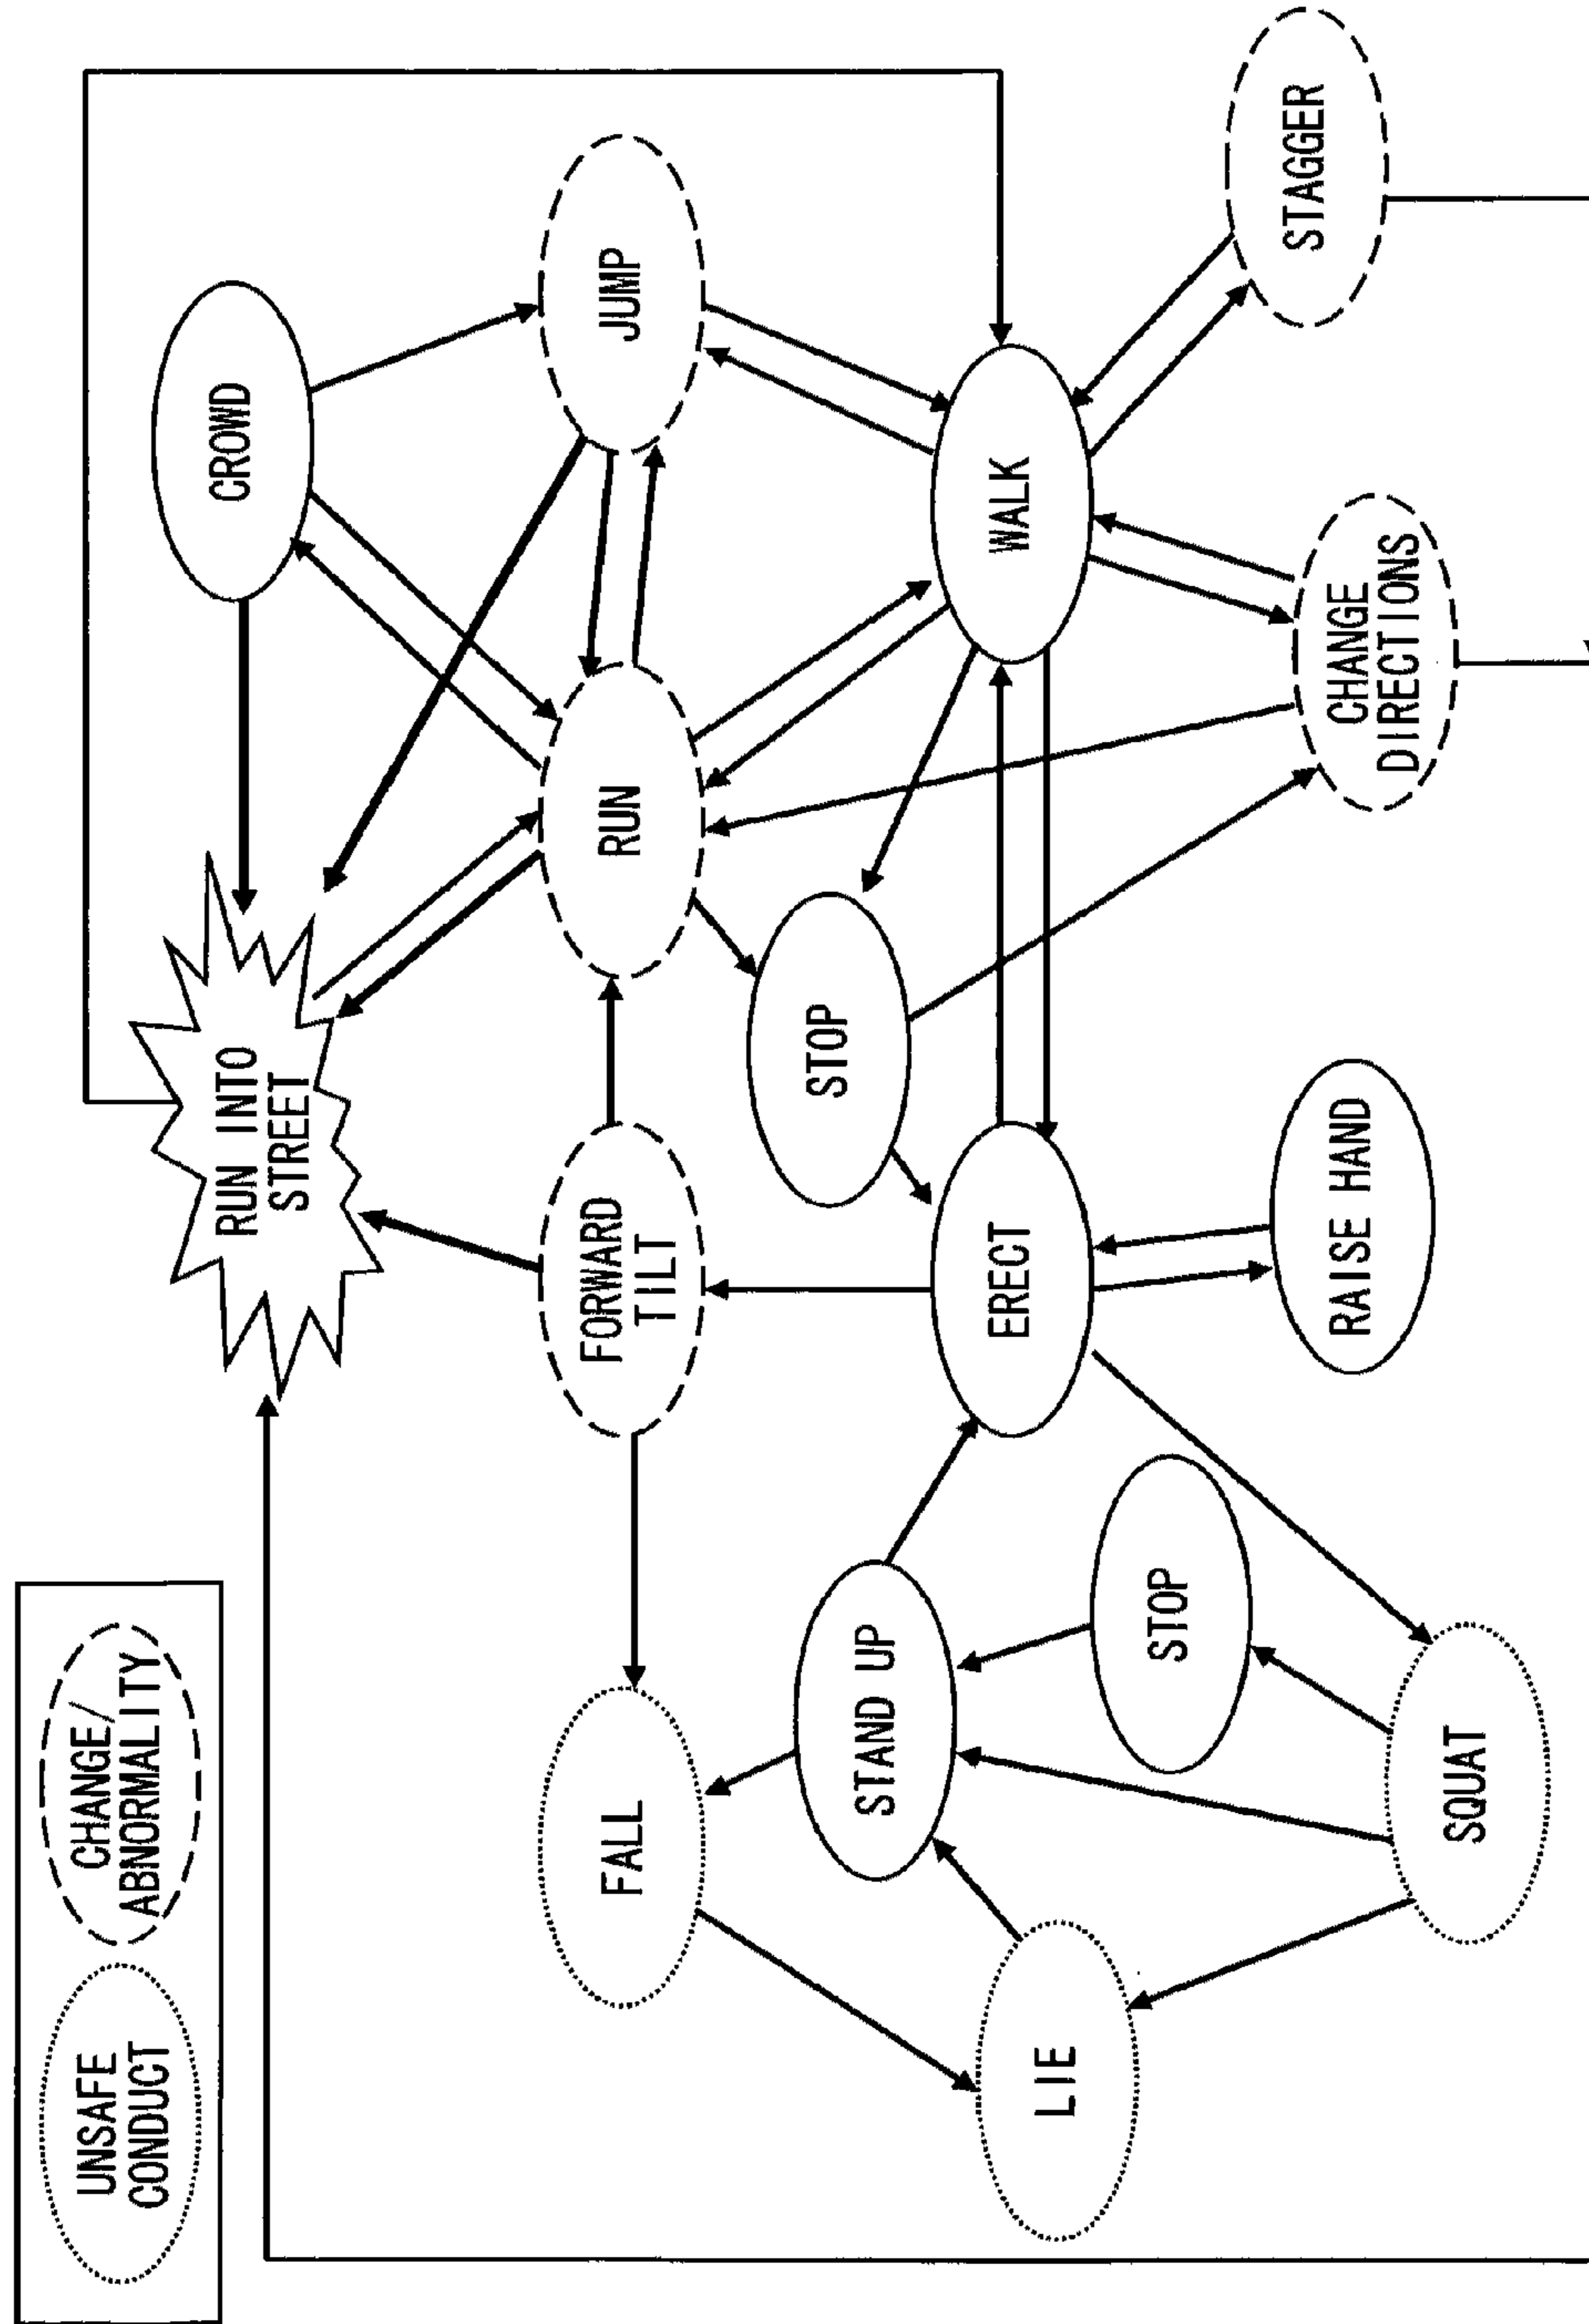 UNSAFE
CONDUCT
CHANGE/
ABNORMALITY
RUN INTO
STREET
CROWD
FALL
FORWARD
TILT
RUN
JUMP
STAND UP
STOP
LIE
ERECT
WALK
STOP
SQUAT
RAISE HAND
CHANGE
DIRECTIONS
STAGGER